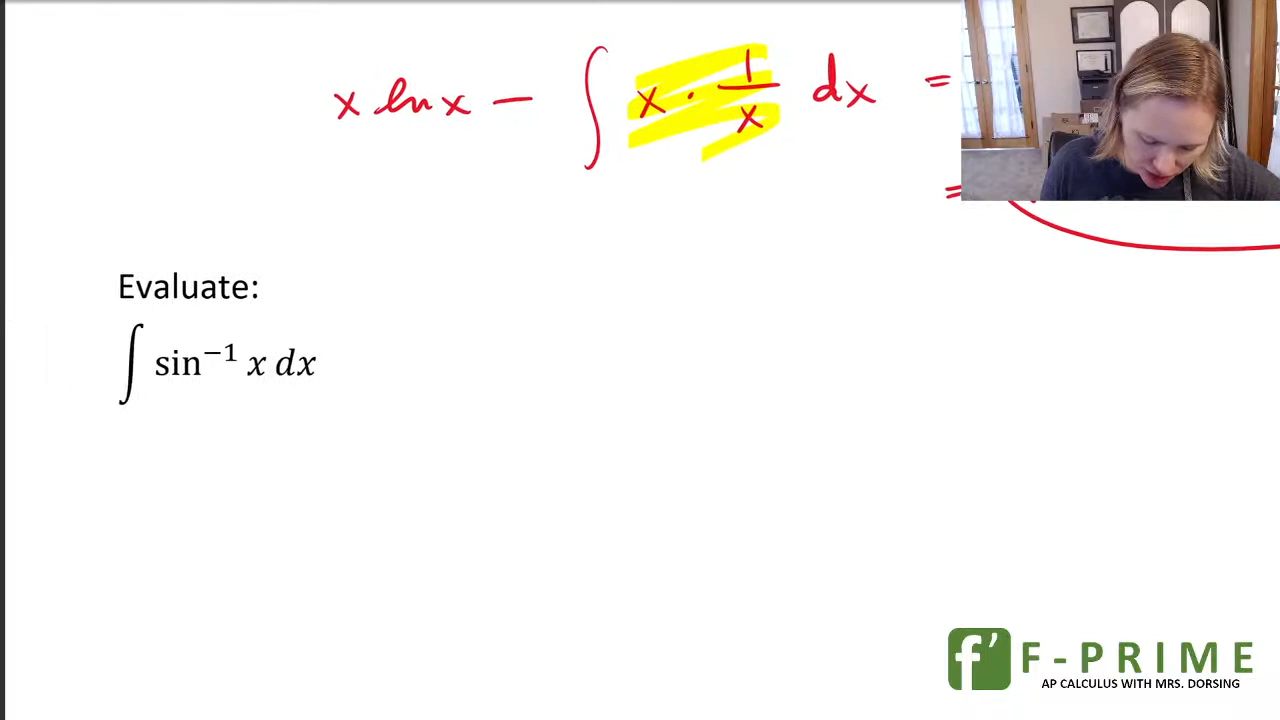 x ln x − ∫ x · 1/x dx =
=
Evaluate:
∫ sin⁻¹ x dx
f’ F-PRIME
AP CALCULUS WITH MRS. DORSING